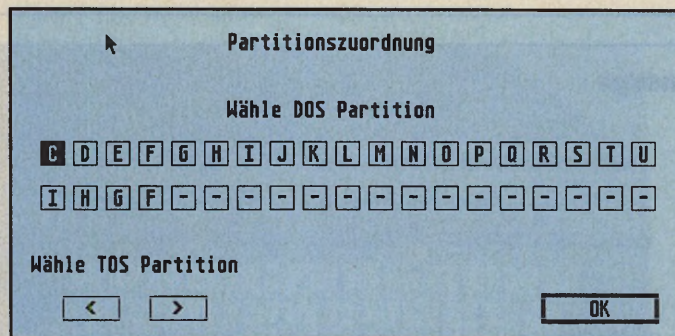 Partitionszuordnung
Wähle DOS Partition
C D E F G H I J K L M N O P Q R S T U
I H G F - - - - - - - - - - - - - - -
Wähle TOS Partition
< >
OK